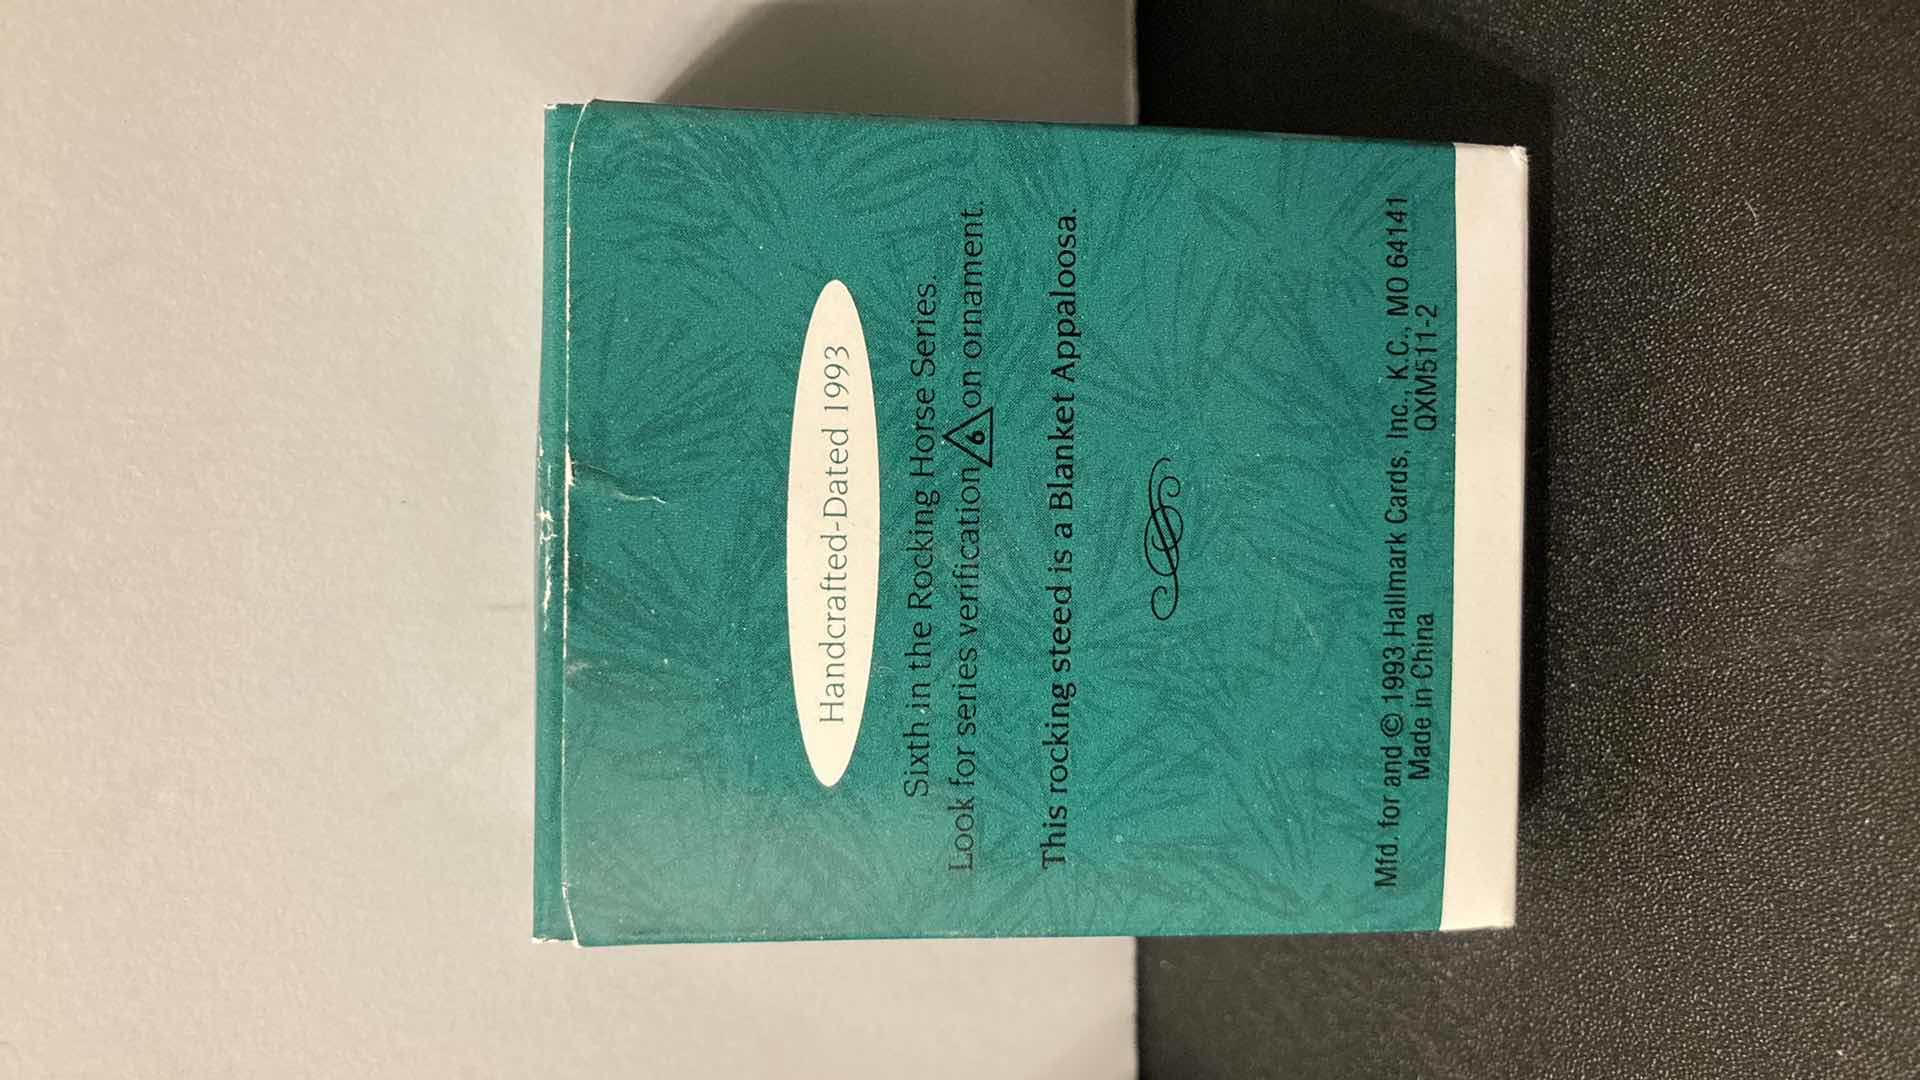 Handcrafted-Dated 1993
Sixth in the Rocking Horse Series.
Look for series verification 6 on ornament.
This rocking steed is a Blanket Appaloosa.
Mfd. for and © 1993 Hallmark Cards, Inc., K.C., MO 64141
Made in China QXM511-2